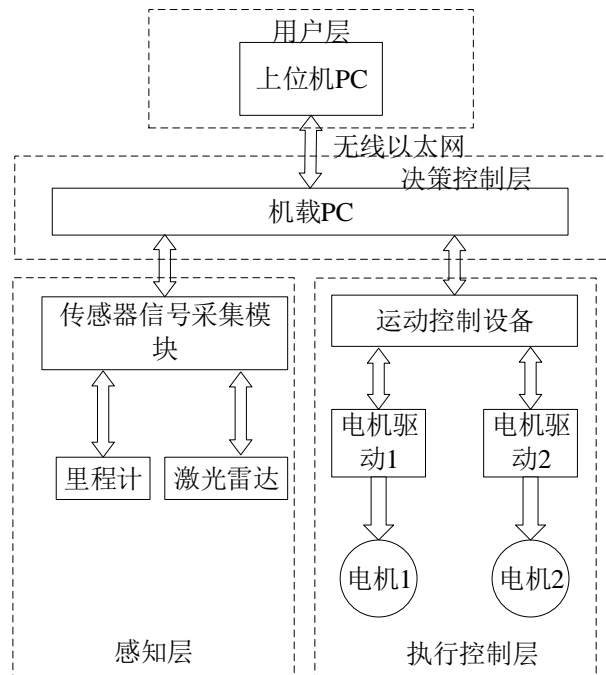 用户层
上位机PC
无线以太网
决策控制层
机载PC
传感器信号采集模
块
里程计
激光雷达
感知层
运动控制设备
电机驱
动1
电机驱
动2
电机1
电机2
执行控制层